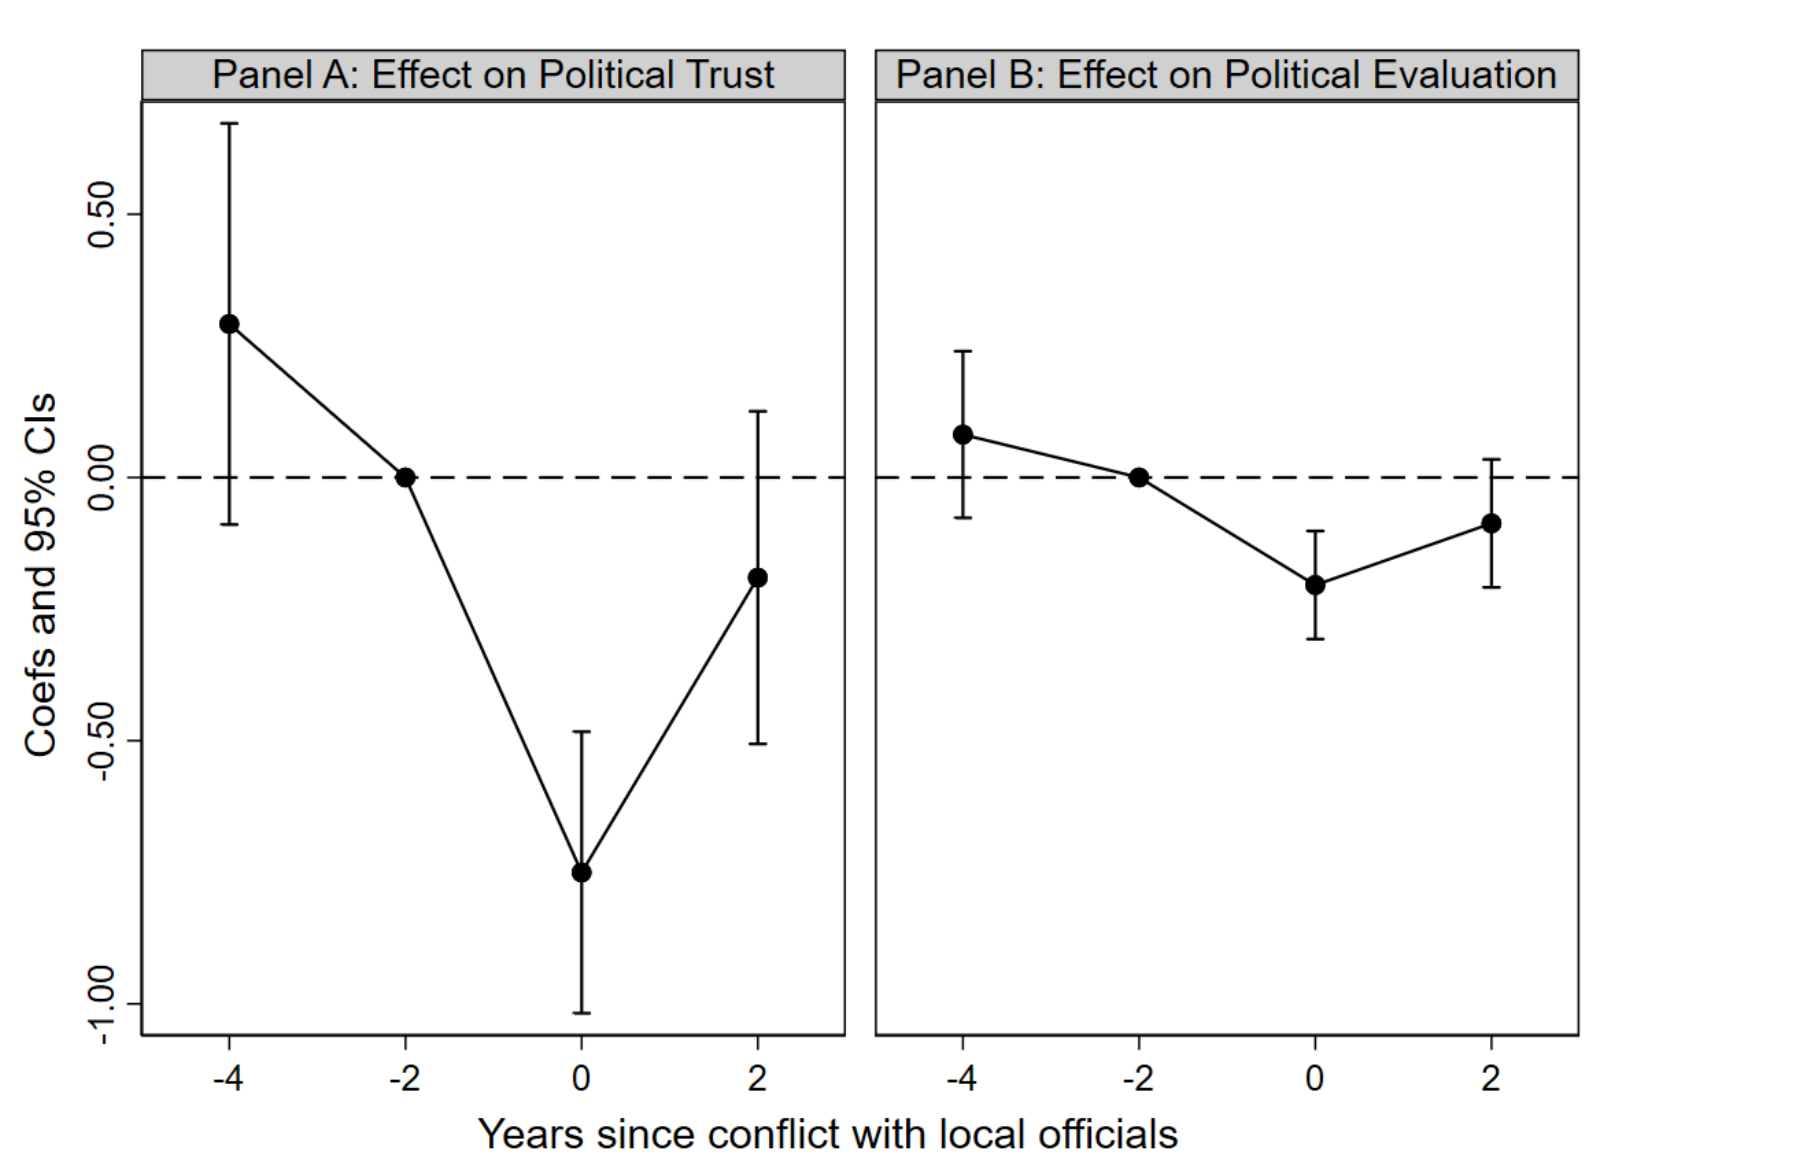 Panel A: Effect on Political Trust
Panel B: Effect on Political Evaluation
Coefs and 95% CIs
0.50
0.00
-0.50
-1.00
-4 -2 0 2
-4 -2 0 2
Years since conflict with local officials